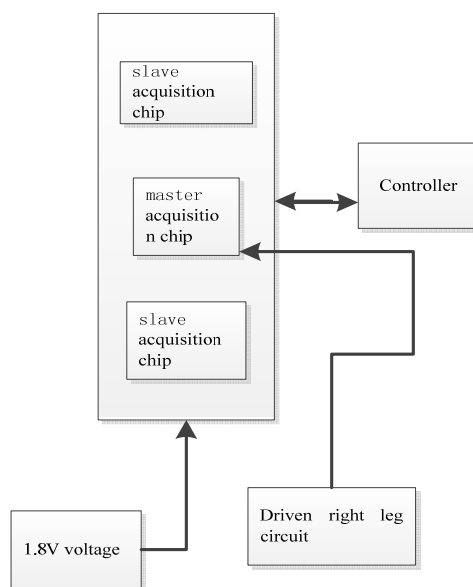 slave
acquisition
chip
master
acquisitio
n chip
slave
acquisition
chip
Controller
Driven right leg
circuit
1.8V voltage